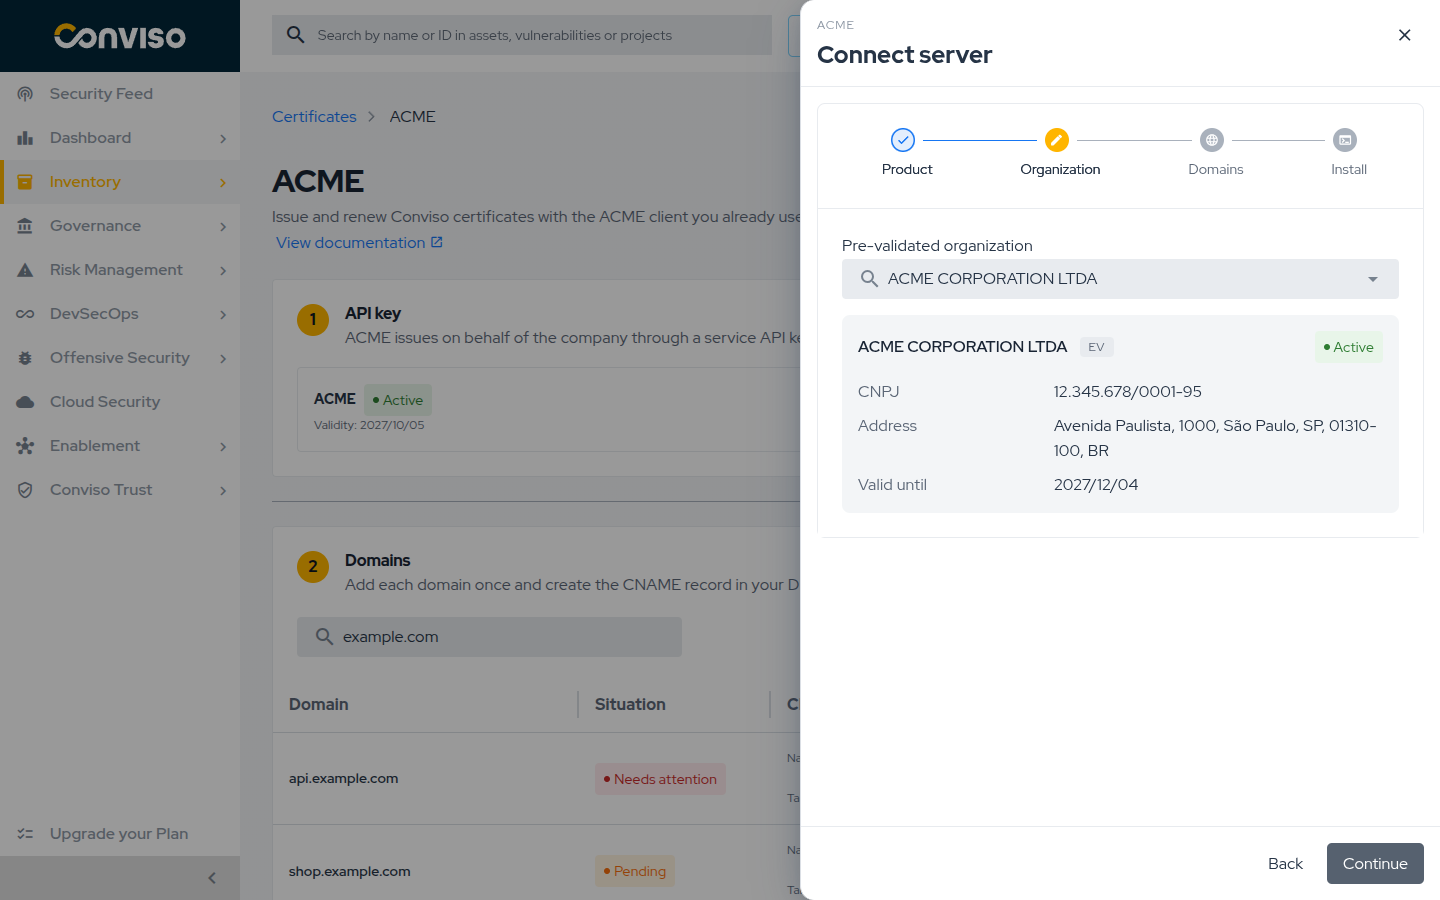 Conviso
Search by name or ID in assets, vulnerabilities or projects
Security Feed
Dashboard
Inventory
Governance
Risk Management
DevSecOps
Offensive Security
Cloud Security
Enablement
Conviso Trust
Upgrade your Plan
Certificates > ACME
ACME
Issue and renew Conviso certificates with the ACME client you already use
View documentation
1
API key
ACME issues on behalf of the company through a service API
ACME
Active
Validity: 2027/10/05
2
Domains
Add each domain once and create the CNAME record in your
example.com
Domain
Situation
api.example.com
Needs attention
shop.example.com
Pending
ACME
Connect server
Product
Organization
Domains
Install
Pre-validated organization
ACME CORPORATION LTDA
ACME CORPORATION LTDA
EV
Active
CNPJ
12.345.678/0001-95
Address
Avenida Paulista, 1000, São Paulo, SP, 01310-
100, BR
Valid until
2027/12/04
Back
Continue